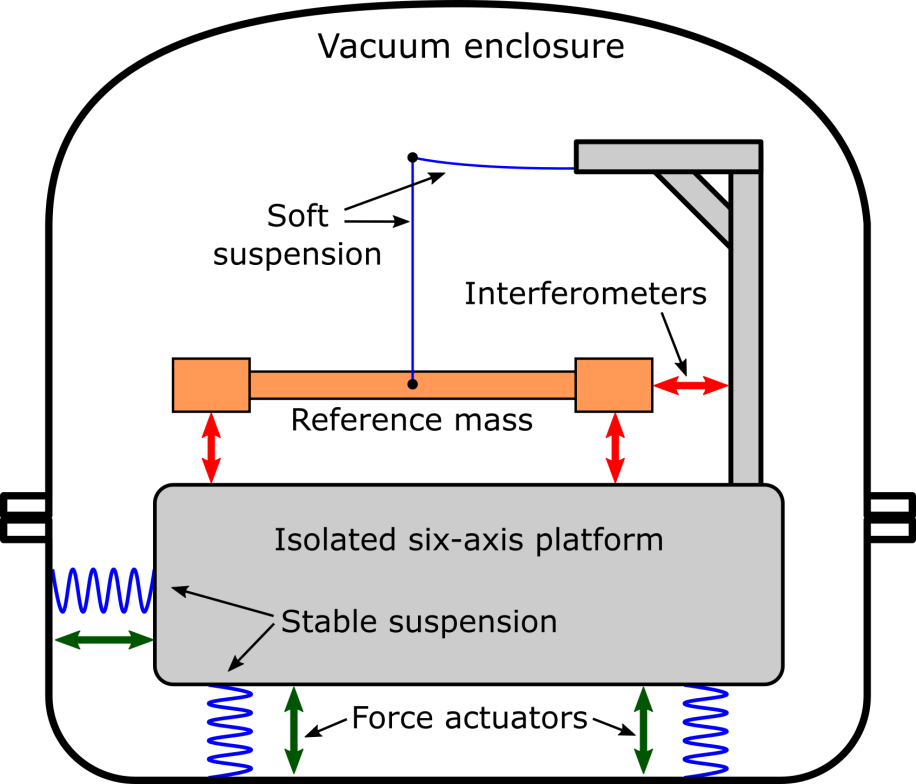 Vacuum enclosure
Soft
suspension
Interferometers
Reference mass
Isolated six-axis platform
Stable suspension
Force actuators